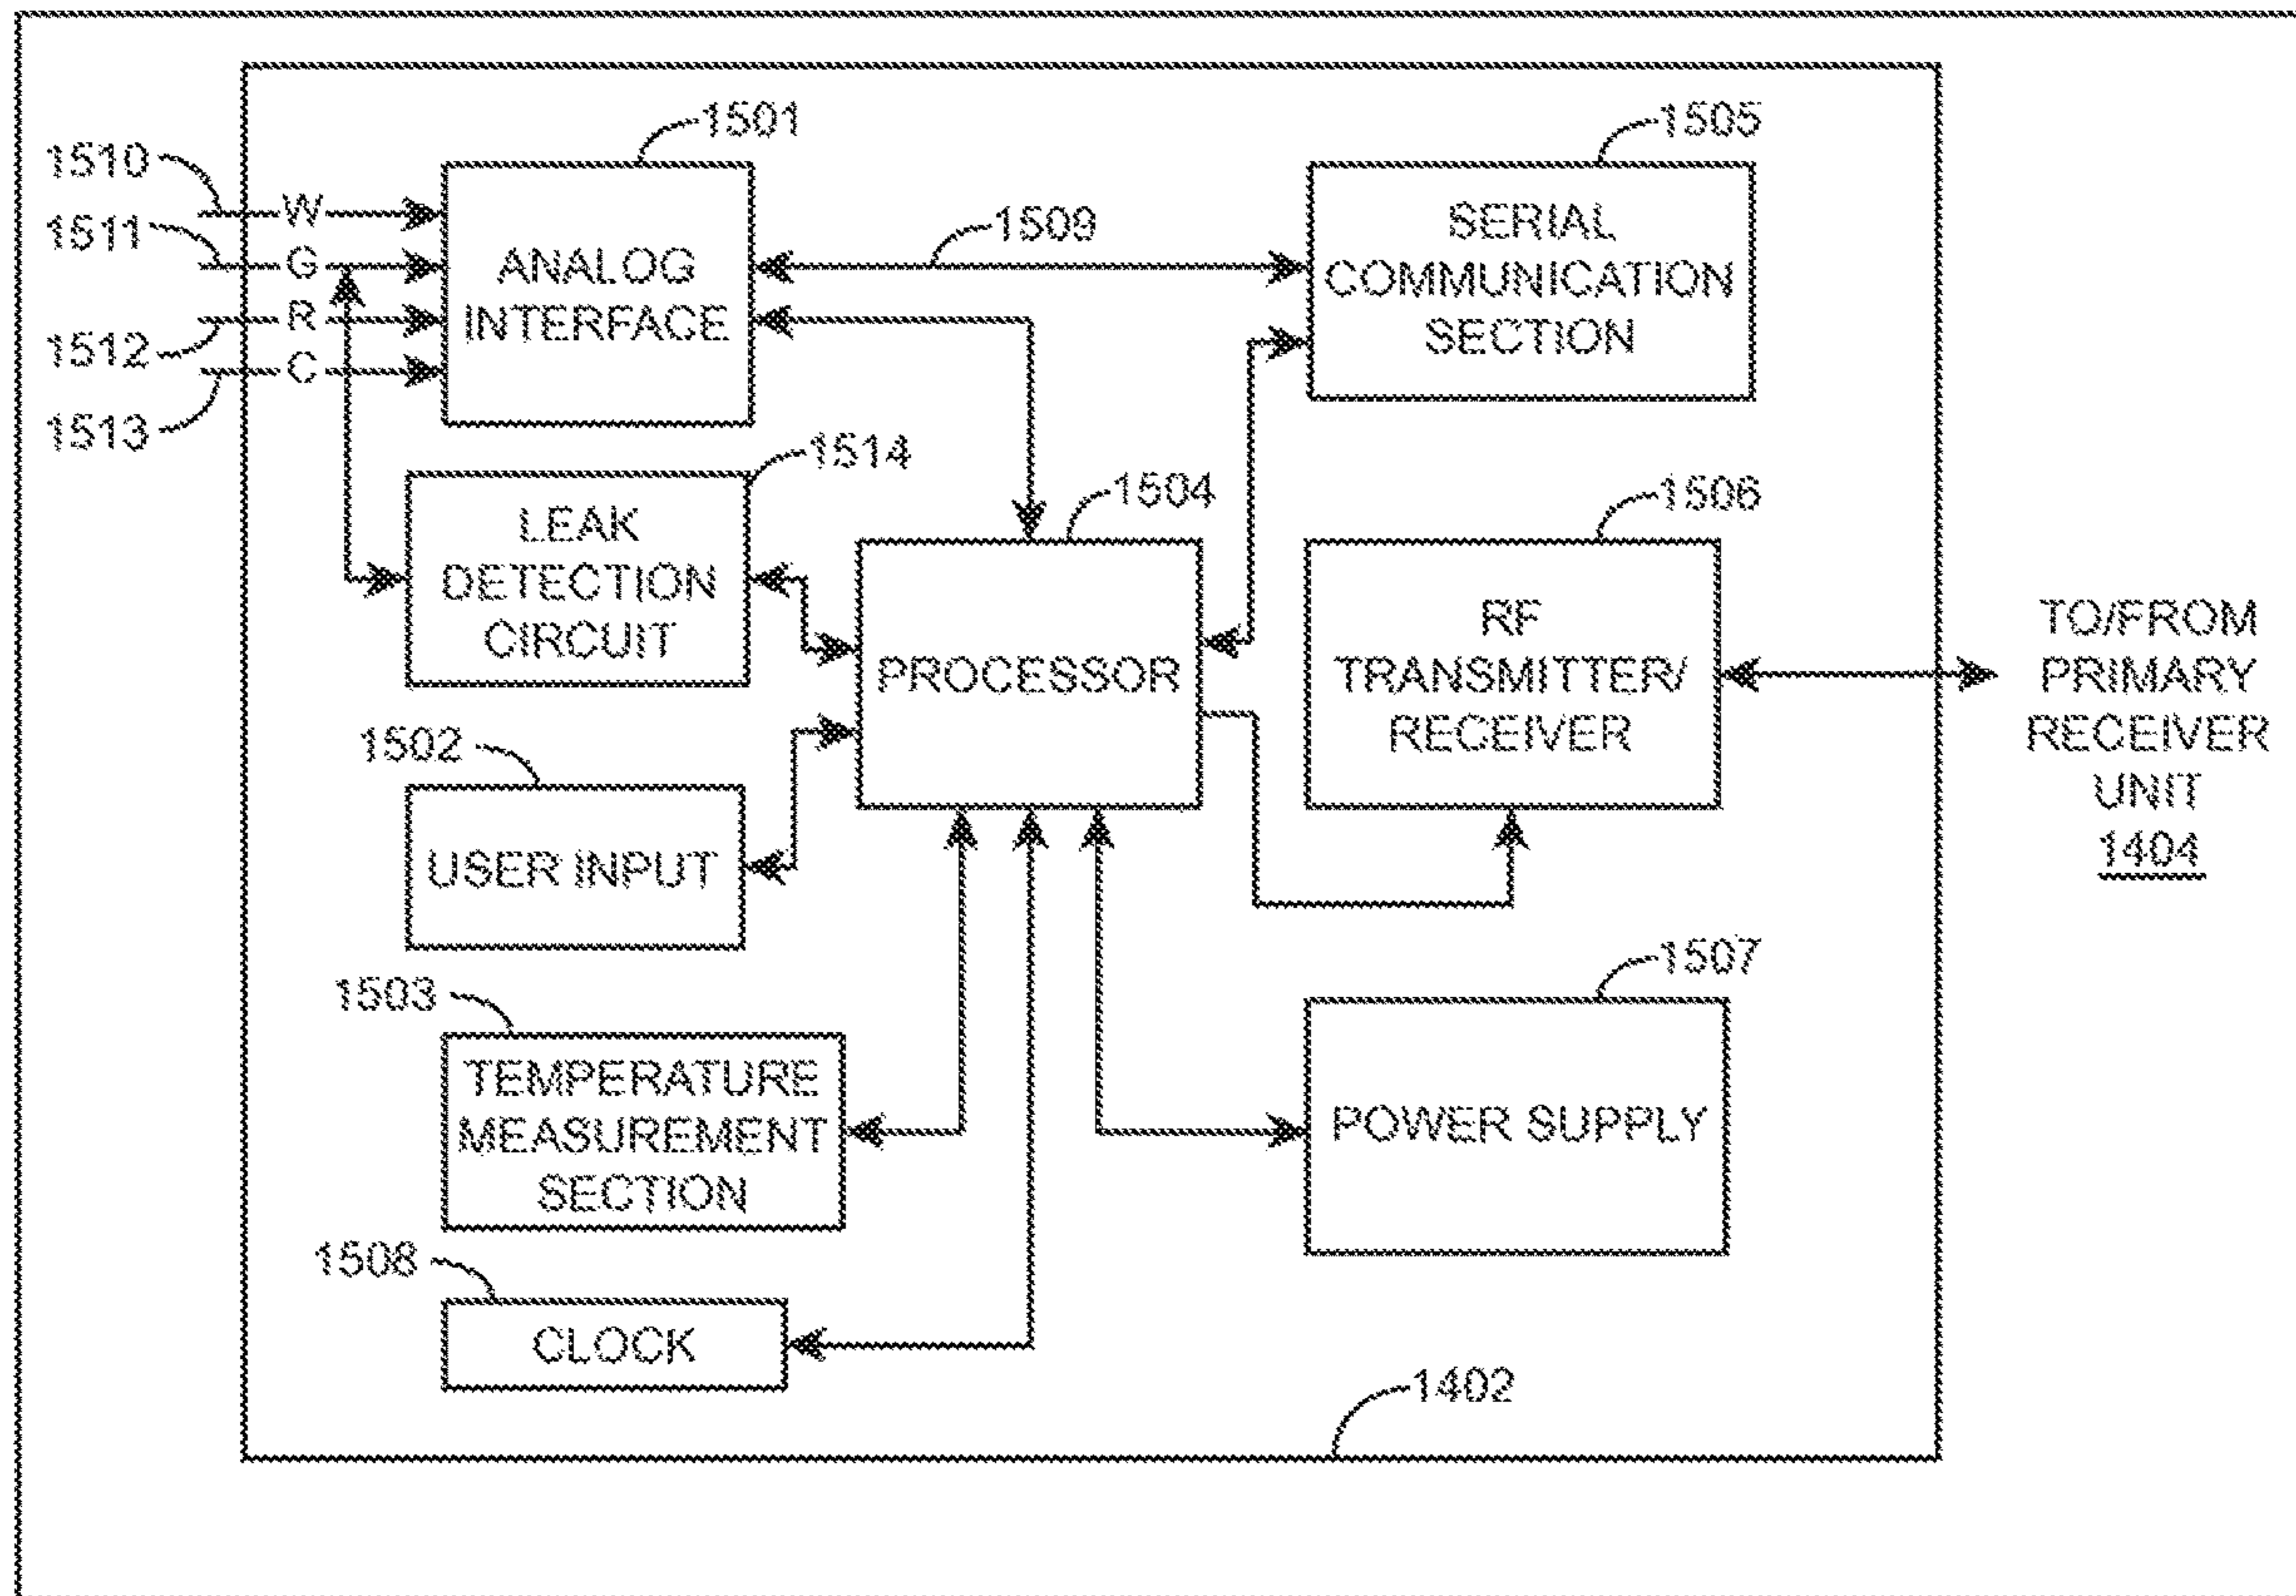 1501
1505
1510
W
1511
G
1509
R
1512
C
1513
ANALOG
INTERFACE
SERIAL
COMMUNICATION
SECTION
1514
1504
1506
LEAK
DETECTION
CIRCUIT
PROCESSOR
RF
TRANSMITTER/
RECEIVER
TO/FROM
PRIMARY
RECEIVER
UNIT
1404
1502
USER INPUT
1507
1503
TEMPERATURE
MEASUREMENT
SECTION
POWER SUPPLY
1508
CLOCK
1402